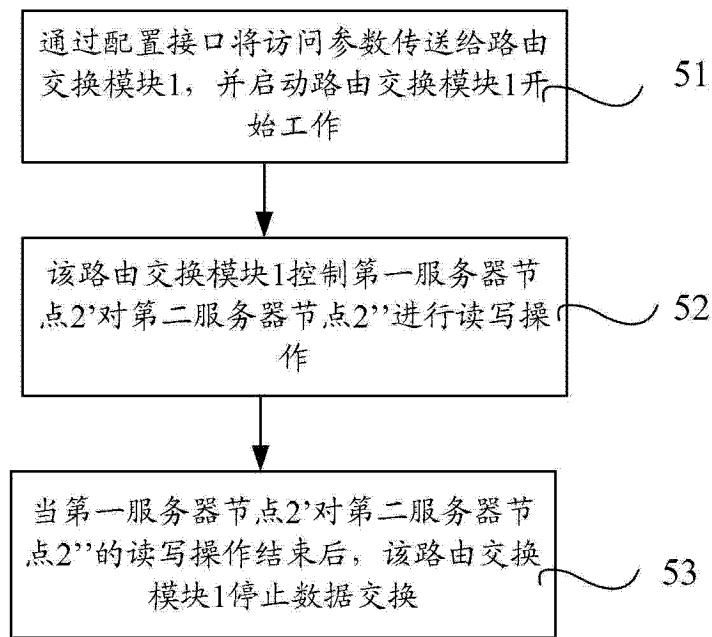 通过配置接口将访问参数传送给路由
交换模块1，并启动路由交换模块1开
始工作
51
该路由交换模块1控制第一服务器节
点2’对第二服务器节点2’’进行读写操
作
52
当第一服务器节点2’对第二服务器节
点2’’的读写操作结束后，该路由交换
模块1停止数据交换
53